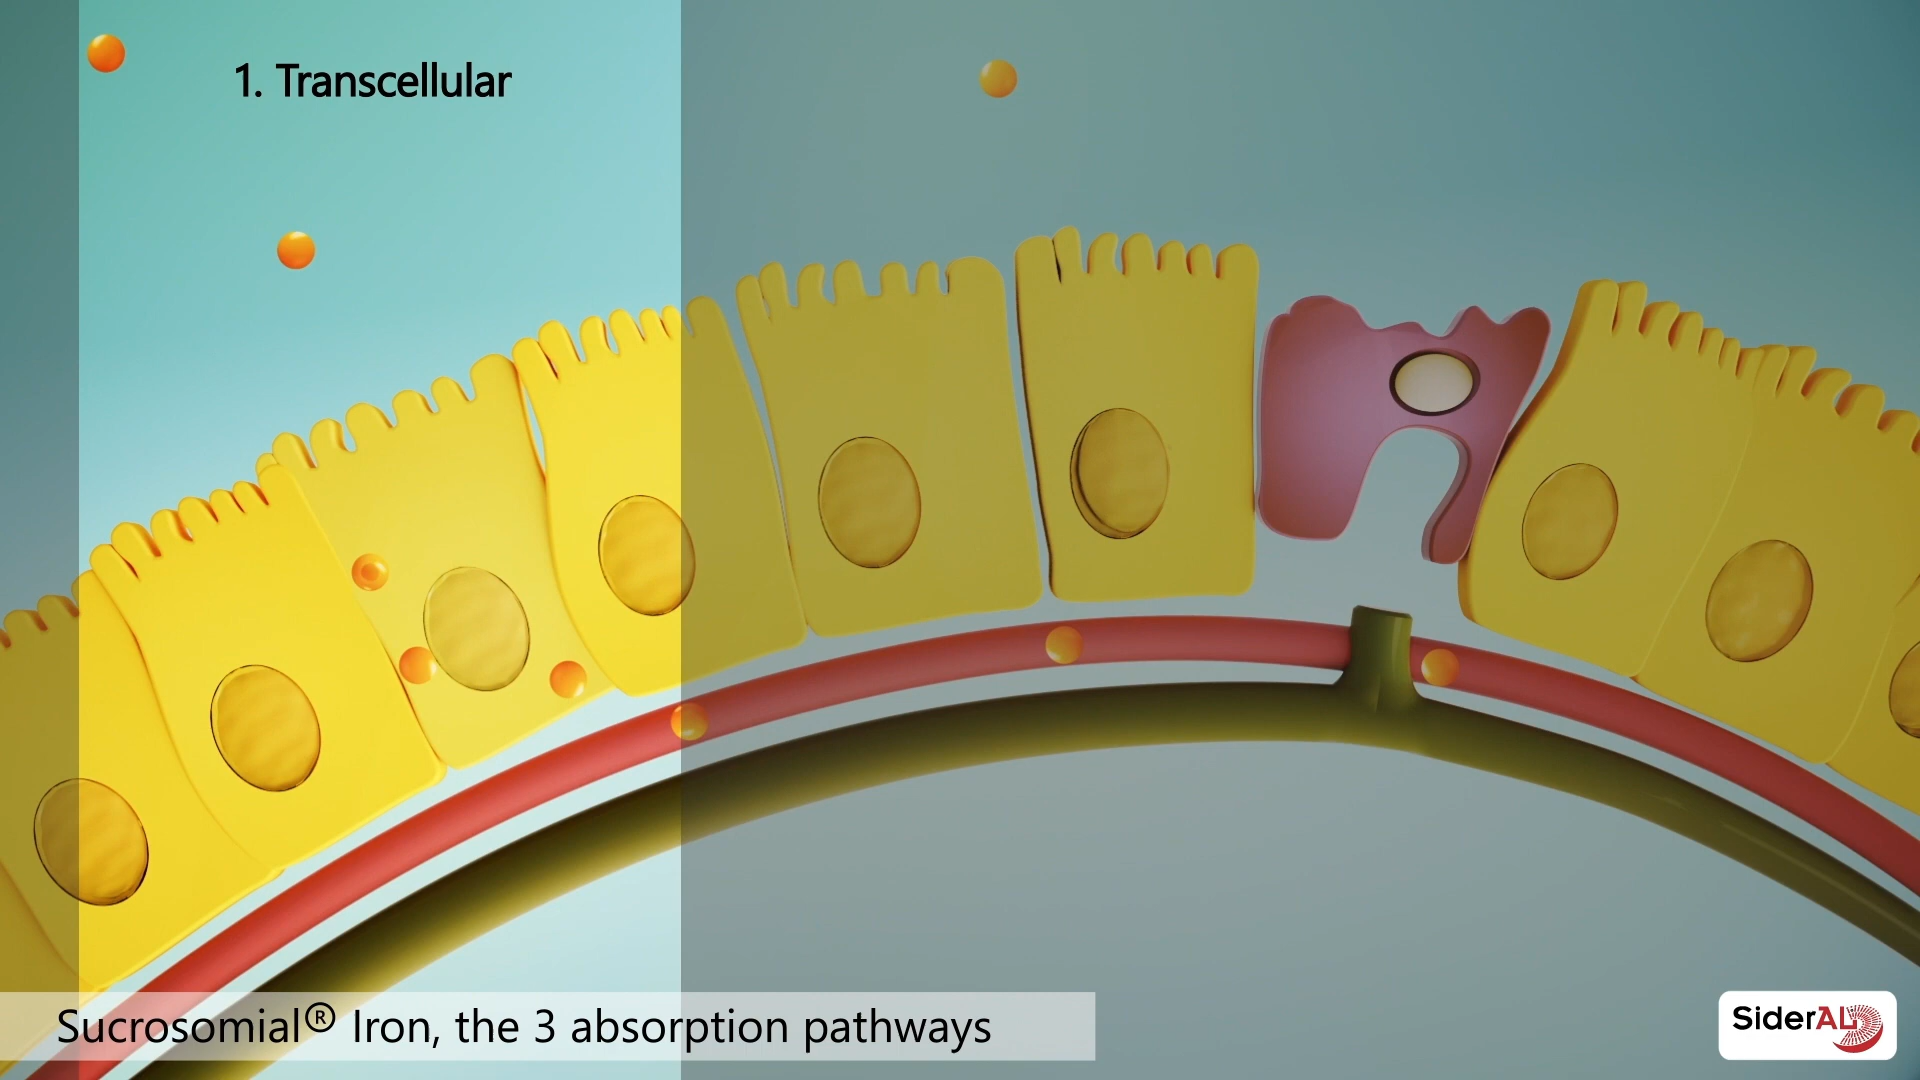 1. Transcellular
Sucrosomial® Iron, the 3 absorption pathways
SiderAL